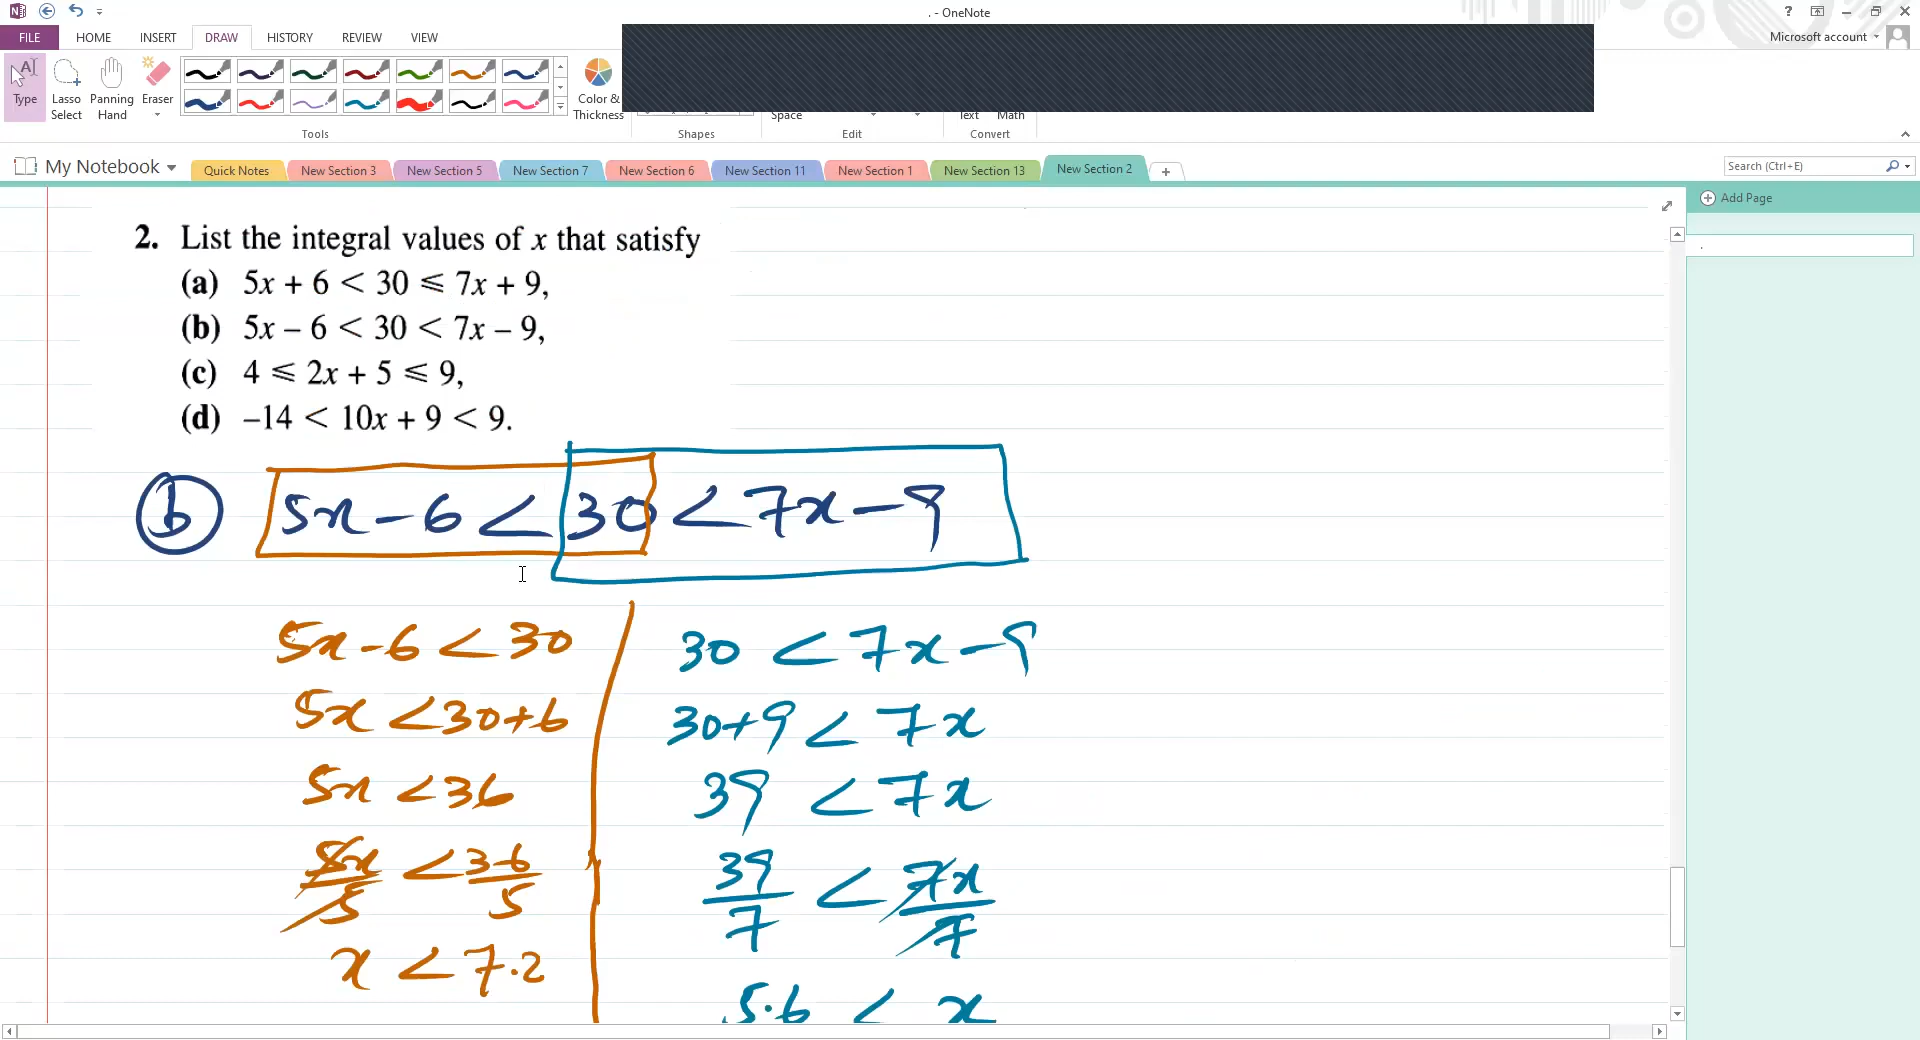 . - OneNote
FILE HOME INSERT DRAW HISTORY REVIEW VIEW
Microsoft account
Type
Lasso Select
Panning Hand
Eraser
Color & Thickness
Space
Text Math
Tools Shapes Edit Convert
My Notebook Quick Notes New Section 3 New Section 5 New Section 7 New Section 6 New Section 11 New Section 1 New Section 13 New Section 2
Search (Ctrl+E)
Add Page
.
2. List the integral values of x that satisfy
(a) 5x + 6 < 30 ⩽ 7x + 9,
(b) 5x – 6 < 30 < 7x – 9,
(c) 4 ⩽ 2x + 5 ⩽ 9,
(d) –14 < 10x + 9 < 9.
b 5x - 6 < 30 < 7x - 9
5x - 6 < 30
5x < 30+6
5x < 36
5x/5 < 36/5
x < 7.2
30 < 7x - 9
30+9 < 7x
39 < 7x
39/7 < 7x/7
5.6 < x